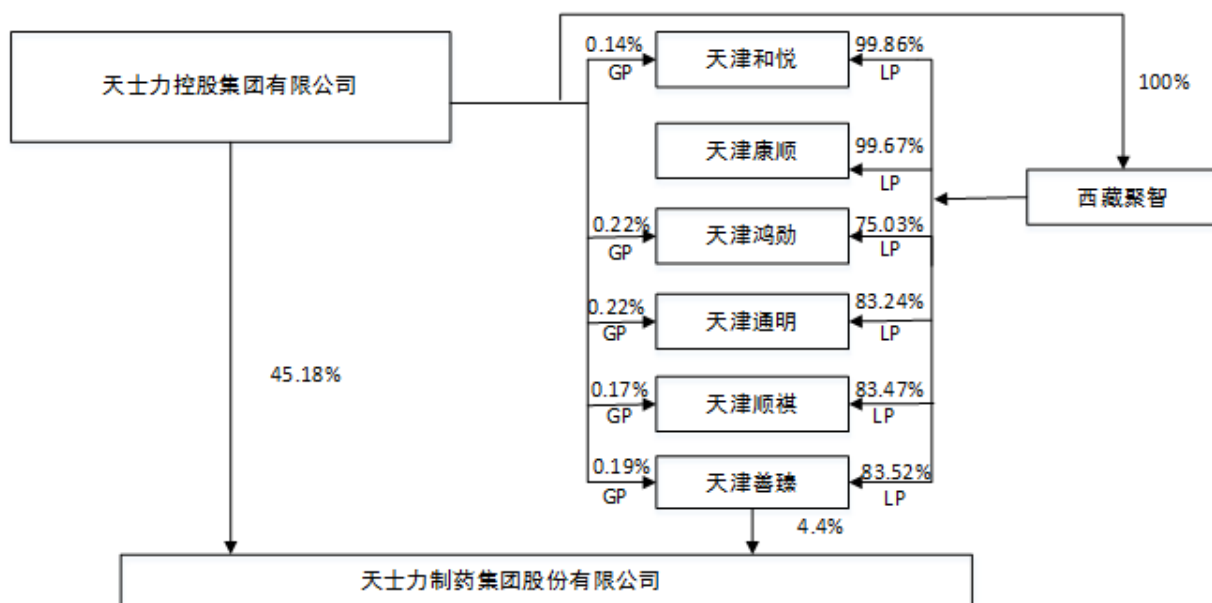 天士力控股集团有限公司
0.14%
GP
天津和悦
99.86%
LP
100%
天津康顺
99.67%
LP
西藏聚智
0.22%
GP
天津鸿勋
75.03%
LP
0.22%
GP
天津通明
83.24%
LP
45.18%
0.17%
GP
天津顺祺
83.47%
LP
0.19%
GP
天津善臻
83.52%
LP
4.4%
天士力制药集团股份有限公司